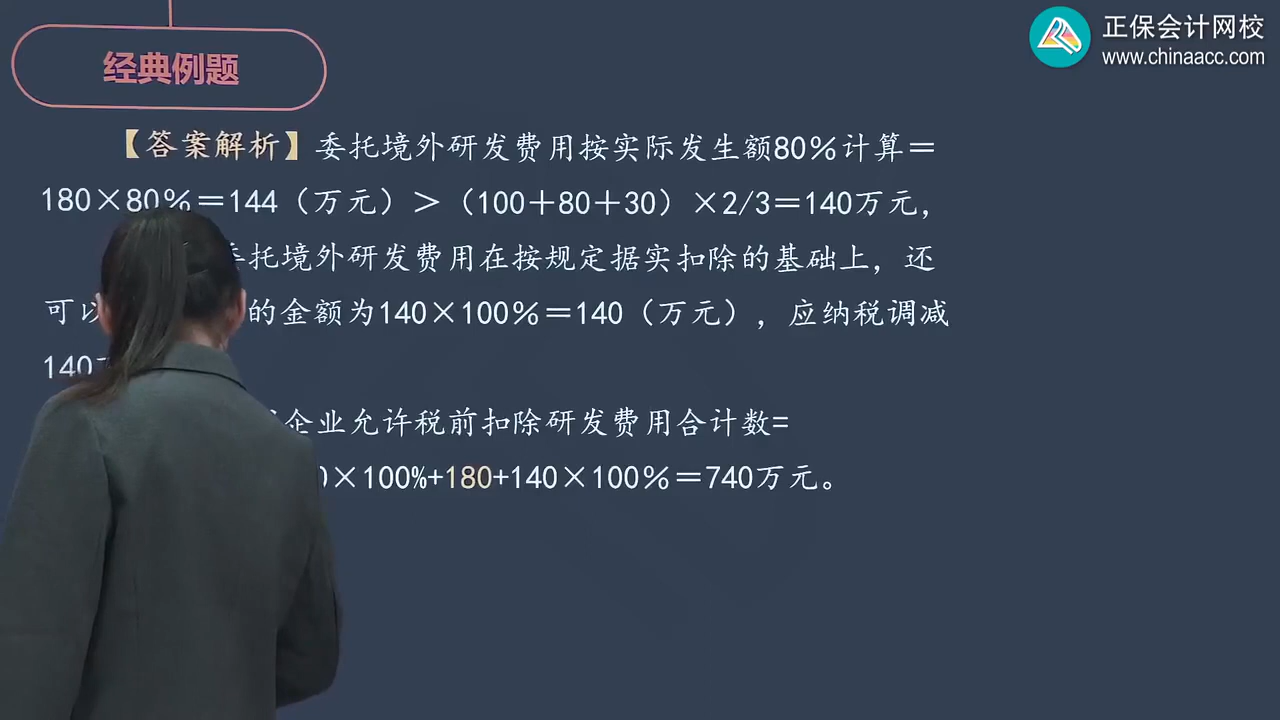 经典例题
正保会计网校
www.chinaacc.com
【答案解析】委托境外研发费用按实际发生额80%计算＝
180×80%＝144（万元）＞（100＋80＋30）×2/3＝140万元，
托境外研发费用在按规定据实扣除的基础上，还
可以 的金额为140×100%＝140（万元），应纳税调减
140
企业允许税前扣除研发费用合计数=
×100%+180+140×100%＝740万元。